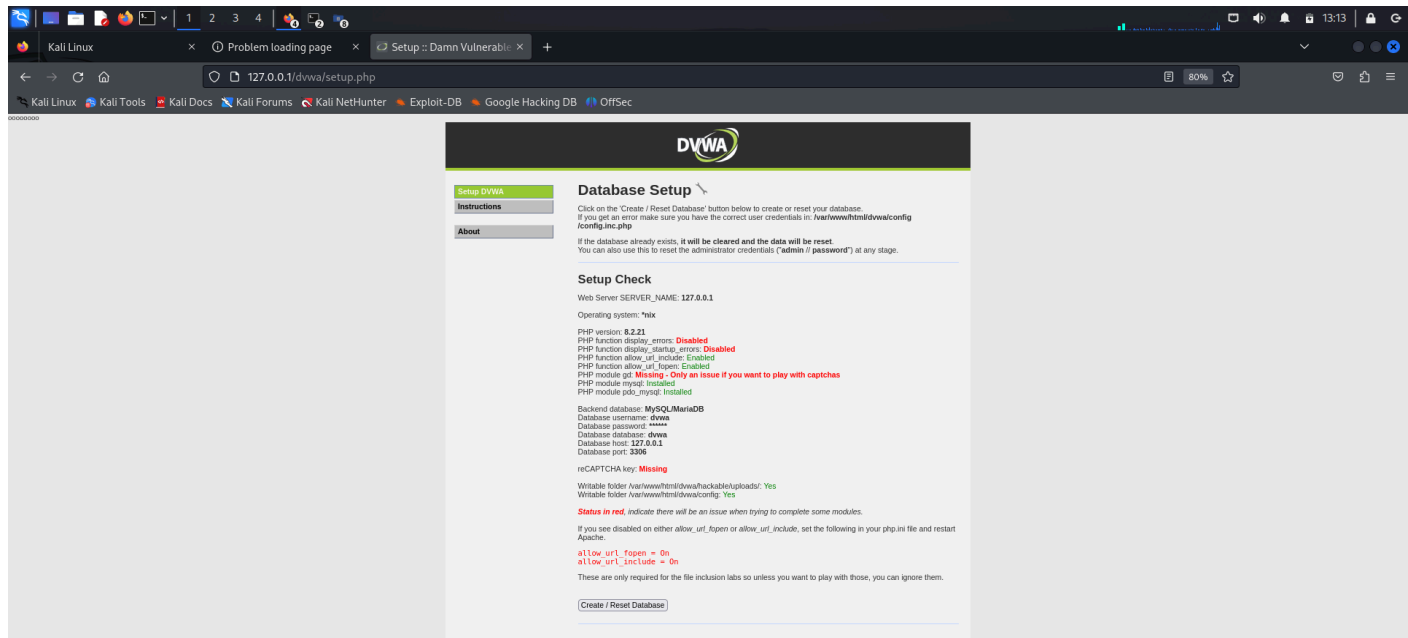 1 2 3 4 13:13
Kali Linux × Problem loading page × Setup :: Damn Vulnerable × +
127.0.0.1/dvwa/setup.php 80%
Kali Linux Kali Tools Kali Docs Kali Forums Kali NetHunter Exploit-DB Google Hacking DB OffSec
DVWA
Setup DVWA
Instructions
About
Database Setup
Click on the 'Create / Reset Database' button below to create or reset your database.
If you get an error make sure you have the correct user credentials in: /var/www/html/dvwa/config
/config.inc.php
If the database already exists, it will be cleared and the data will be reset.
You can also use this to reset the administrator credentials ("admin // password") at any stage.
Setup Check
Web Server SERVER_NAME: 127.0.0.1
Operating system: *nix
PHP version: 8.2.21
PHP function display_errors: Disabled
PHP function display_startup_errors: Disabled
PHP function allow_url_include: Enabled
PHP function allow_url_fopen: Enabled
PHP module gd: Missing - Only an issue if you want to play with captchas
PHP module mysql: Installed
PHP module pdo_mysql: Installed
Backend database: MySQL/MariaDB
Database username: dvwa
Database password: ******
Database database: dvwa
Database host: 127.0.0.1
Database port: 3306
reCAPTCHA key: Missing
Writable folder /var/www/html/dvwa/hackable/uploads/: Yes
Writable folder /var/www/html/dvwa/config: Yes
Status in red, indicate there will be an issue when trying to complete some modules.
If you see disabled on either allow_url_fopen or allow_url_include, set the following in your php.ini file and restart
Apache.
allow_url_fopen = On
allow_url_include = On
These are only required for the file inclusion labs so unless you want to play with those, you can ignore them.
Create / Reset Database